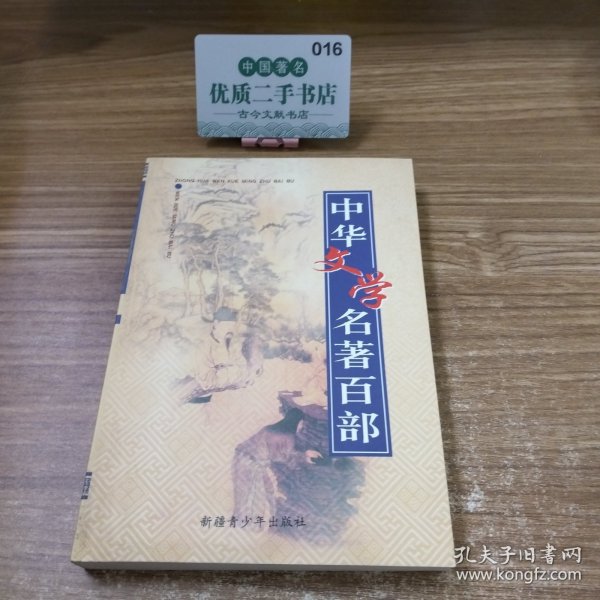 016
中国著名
优质二手书店
古今文献书店
ZHONG HUA WEN XUE MING ZHU BAI BU
中华文学名著百部
新疆青少年出版社
孔夫子旧书网
www.kongfz.com